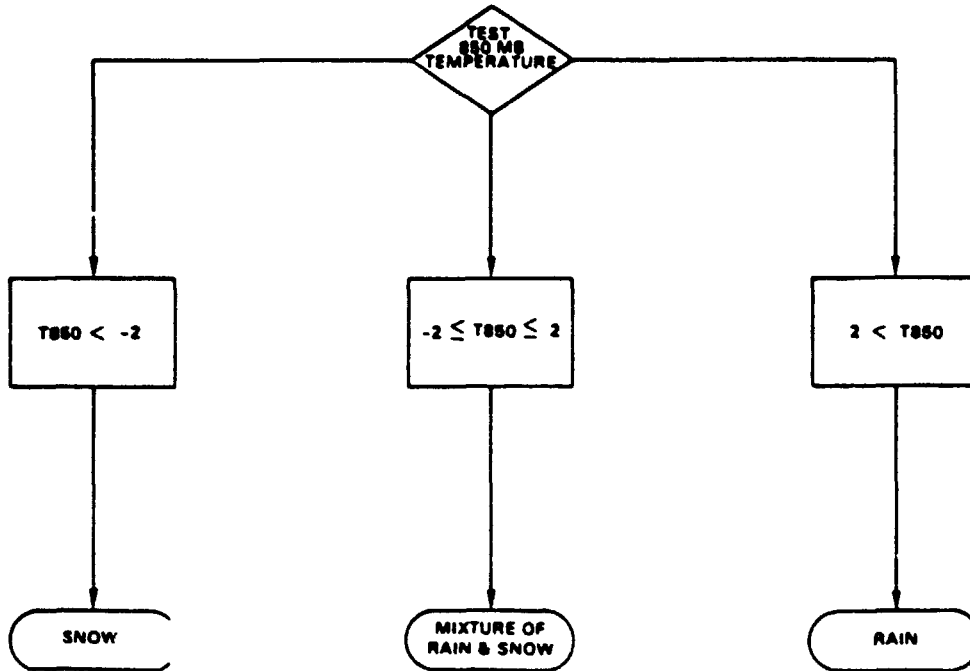 TEST
850 MB
TEMPERATURE
T850 < -2
-2 ≤ T850 ≤ 2
2 < T850
SNOW
MIXTURE OF
RAIN & SNOW
RAIN